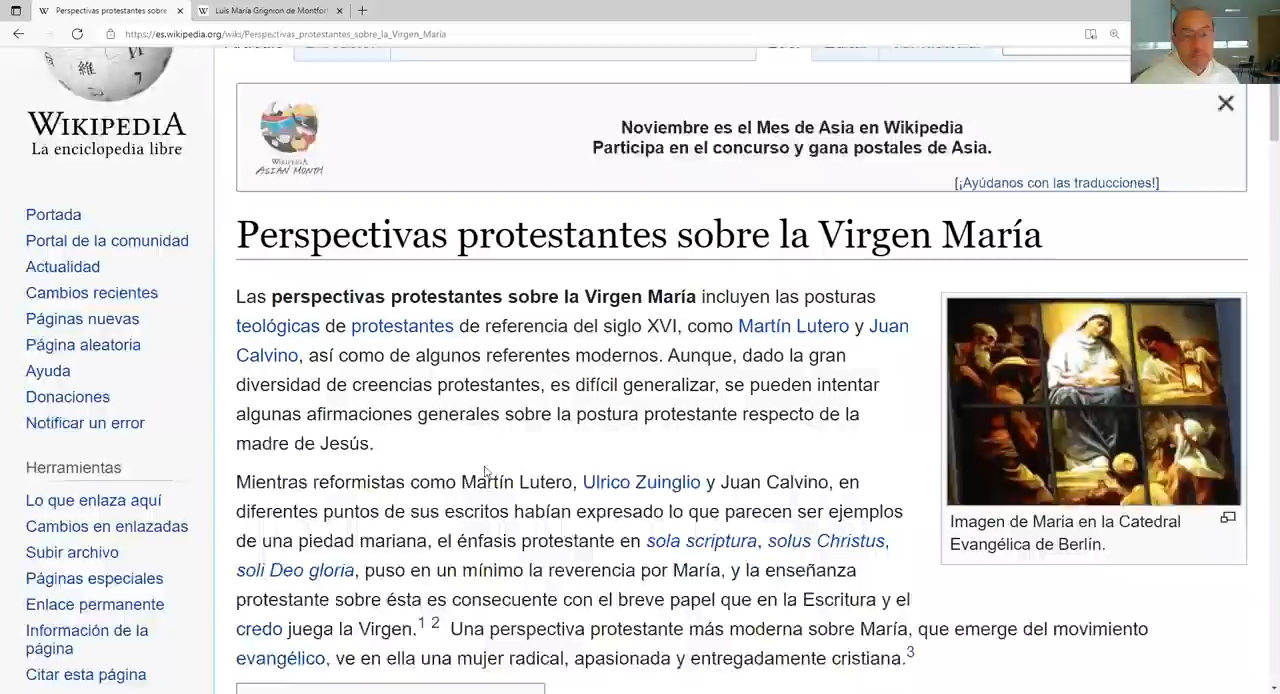 Perspectivas protestantes sobre
Luis María Grignion de Montfor
https://es.wikipedia.org/wiki/Perspectivas_protestantes_sobre_la_Virgen_María
WIKIPEDIA
La enciclopedia libre
WIKIPEDIA
ASIAN MONTH
Noviembre es el Mes de Asia en Wikipedia
Participa en el concurso y gana postales de Asia.
[¡Ayúdanos con las traducciones!]
Portada
Portal de la comunidad
Actualidad
Cambios recientes
Páginas nuevas
Página aleatoria
Ayuda
Donaciones
Notificar un error
Herramientas
Lo que enlaza aquí
Cambios en enlazadas
Subir archivo
Páginas especiales
Enlace permanente
Información de la
página
Citar esta página
Perspectivas protestantes sobre la Virgen María
Las perspectivas protestantes sobre la Virgen María incluyen las posturas
teológicas de protestantes de referencia del siglo XVI, como Martín Lutero y Juan
Calvino, así como de algunos referentes modernos. Aunque, dado la gran
diversidad de creencias protestantes, es difícil generalizar, se pueden intentar
algunas afirmaciones generales sobre la postura protestante respecto de la
madre de Jesús.
Mientras reformistas como Martín Lutero, Ulrico Zuinglio y Juan Calvino, en
diferentes puntos de sus escritos habían expresado lo que parecen ser ejemplos
de una piedad mariana, el énfasis protestante en sola scriptura, solus Christus,
soli Deo gloria, puso en un mínimo la reverencia por María, y la enseñanza
protestante sobre ésta es consecuente con el breve papel que en la Escritura y el
credo juega la Virgen.1 2 Una perspectiva protestante más moderna sobre María, que emerge del movimiento
evangélico, ve en ella una mujer radical, apasionada y entregadamente cristiana.3
Imagen de Maria en la Catedral
Evangélica de Berlín.